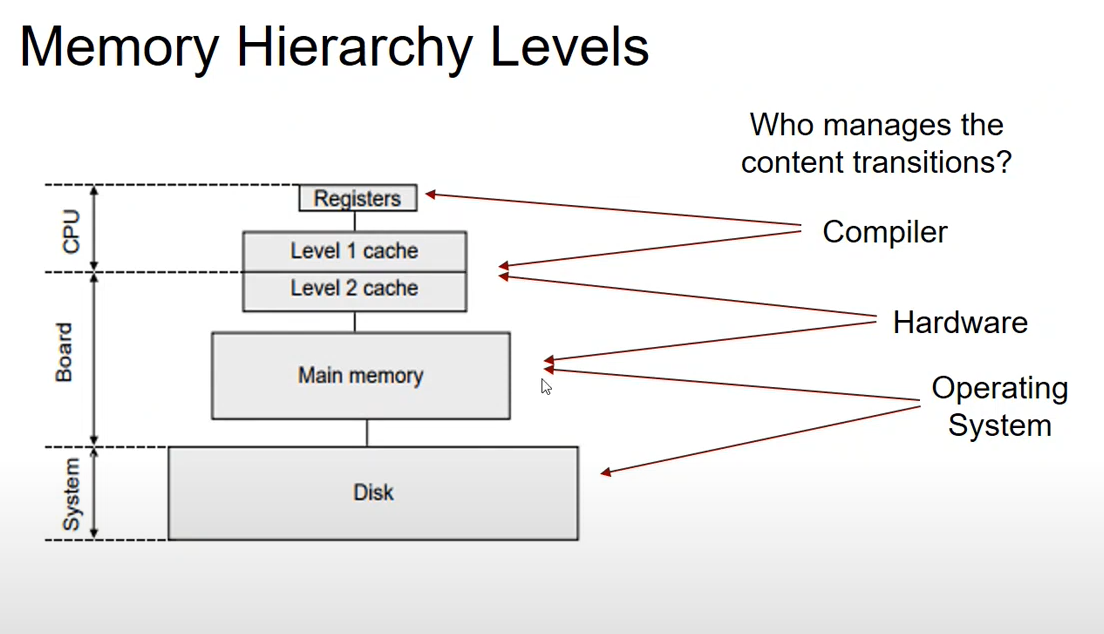 Memory Hierarchy Levels
Who manages the
content transitions?
CPU
Registers
Level 1 cache
Compiler
Board
Level 2 cache
Main memory
Hardware
Operating
System
System
Disk